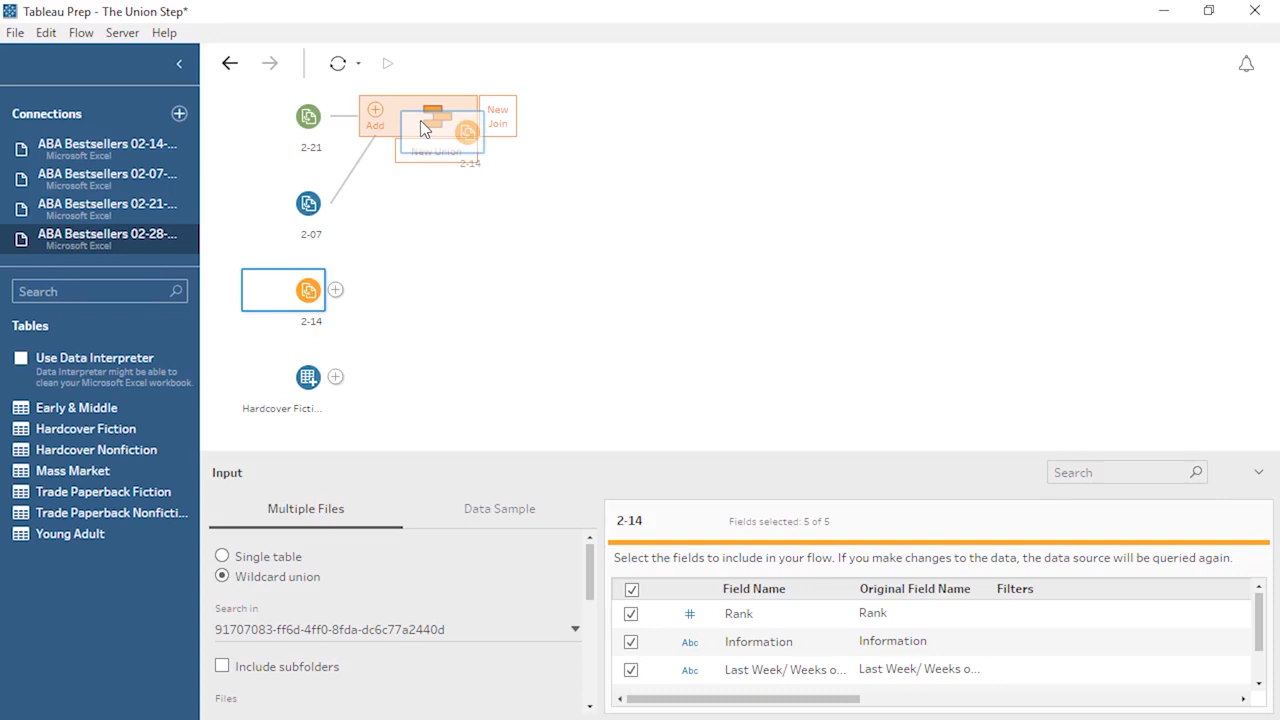 Tableau Prep - The Union Step*
File Edit Flow Server Help
Connections
ABA Bestsellers 02-14-...
Microsoft Excel
ABA Bestsellers 02-07-...
Microsoft Excel
ABA Bestsellers 02-21-...
Microsoft Excel
ABA Bestsellers 02-28-...
Microsoft Excel
Search
Tables
Use Data Interpreter
Data Interpreter might be able to
clean your Microsoft Excel workbook.
Early & Middle
Hardcover Fiction
Hardcover Nonfiction
Mass Market
Trade Paperback Fiction
Trade Paperback Nonficti...
Young Adult
Add
New
Join
New Union
2-14
2-21
2-07
2-14
Hardcover Ficti...
Input
Search
Multiple Files
Data Sample
Single table
Wildcard union
Search in
91707083-ff6d-4ff0-8fda-dc6c77a2440d
Include subfolders
Files
2-14
Fields selected: 5 of 5
Select the fields to include in your flow. If you make changes to the data, the data source will be queried again.
Field Name Original Field Name Filters
# Rank Rank
Abc Information Information
Abc Last Week/ Weeks o... Last Week/ Weeks o...